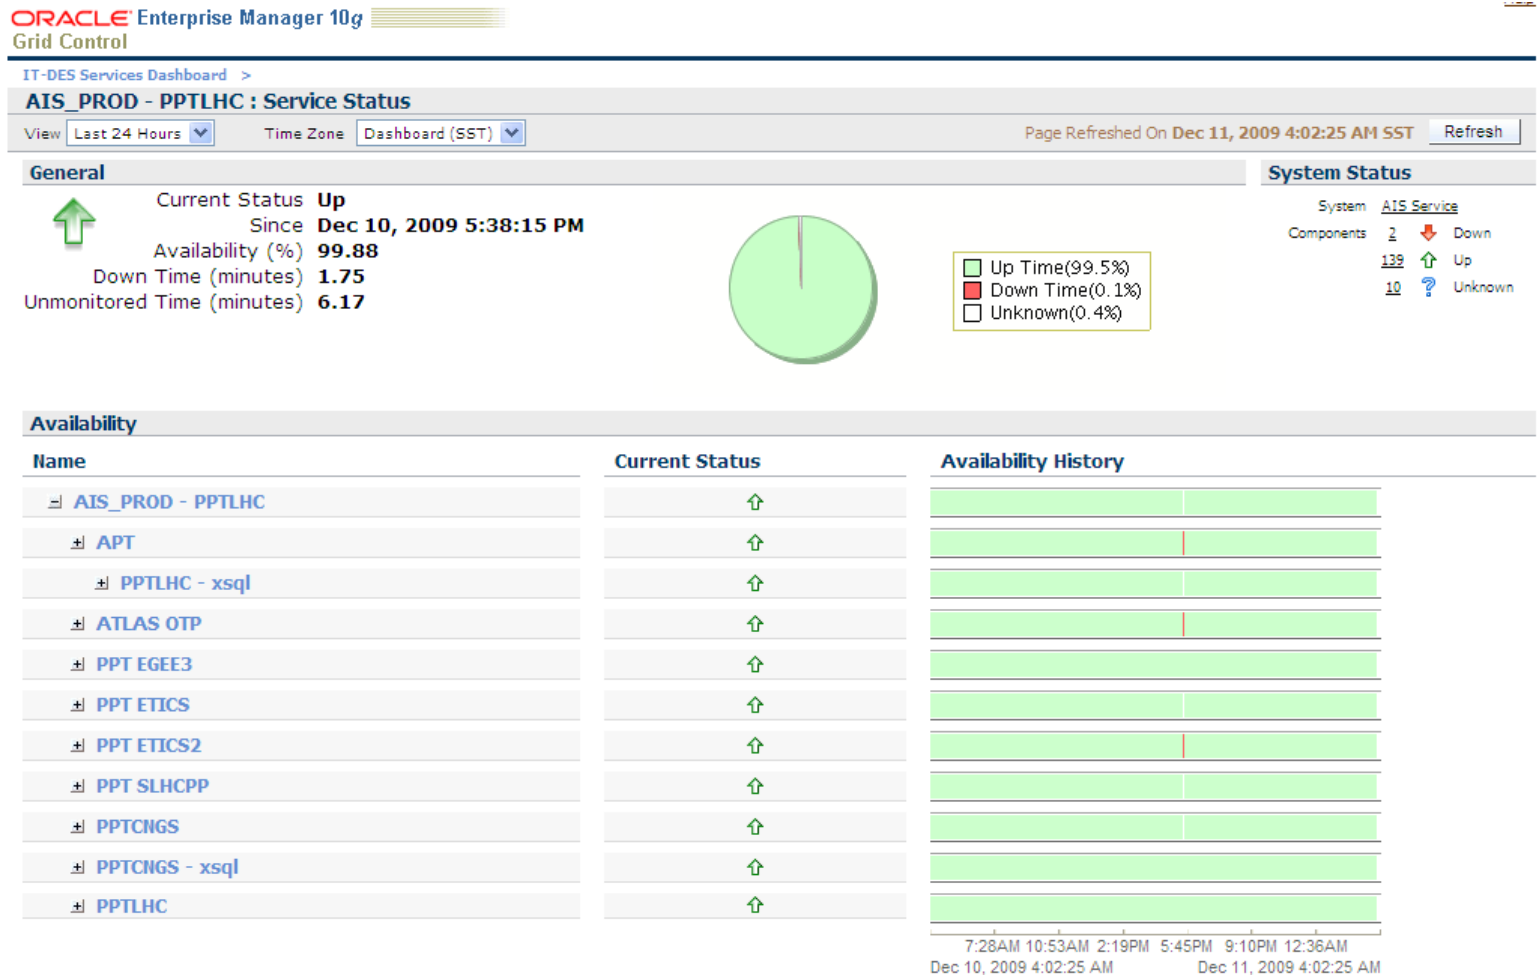 ORACLE Enterprise Manager 10g
Grid Control
IT-DES Services Dashboard >
AIS_PROD - PPTLHC : Service Status
View Last 24 Hours Time Zone Dashboard (SST) Page Refreshed On Dec 11, 2009 4:02:25 AM SST Refresh
General
Current Status Up
Since Dec 10, 2009 5:38:15 PM
Availability (%) 99.88
Down Time (minutes) 1.75
Unmonitored Time (minutes) 6.17
Up Time(99.5%)
Down Time(0.1%)
Unknown(0.4%)
System Status
System AIS Service
Components 2 Down
139 Up
10 ? Unknown
Availability
Name Current Status Availability History
AIS_PROD - PPTLHC
APT
PPTLHC - xsql
ATLAS OTP
PPT EGEE3
PPT ETICS
PPT ETICS2
PPT SLHCPP
PPTCNGS
PPTCNGS - xsql
PPTLHC
7:28AM 10:53AM 2:19PM 5:45PM 9:10PM 12:36AM
Dec 10, 2009 4:02:25 AM Dec 11, 2009 4:02:25 AM